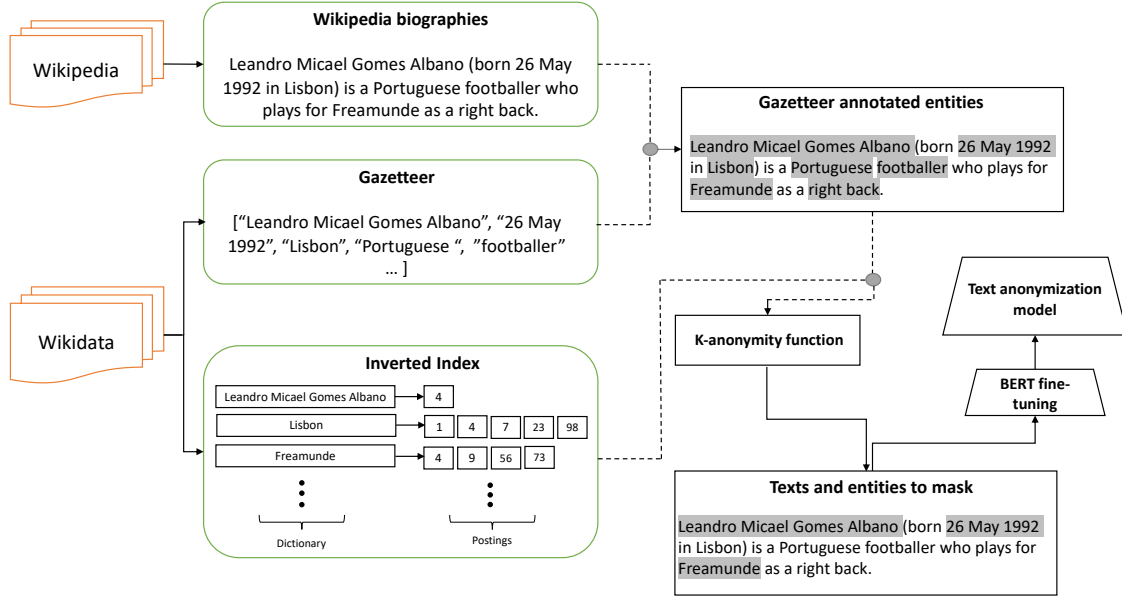 Wikipedia
Wikipedia biographies
Leandro Micael Gomes Albano (born 26 May
1992 in Lisbon) is a Portuguese footballer who
plays for Freamunde as a right back.
Gazetteer annotated entities
Leandro Micael Gomes Albano (born 26 May 1992
in Lisbon) is a Portuguese footballer who plays for
Freamunde as a right back.
Gazetteer
[“Leandro Micael Gomes Albano”, “26 May
1992”, “Lisbon”, “Portuguese “, ”footballer”
... ]
Wikidata
Text anonymization
model
K-anonymity function
BERT fine-
tuning
Inverted Index
Leandro Micael Gomes Albano 4
Lisbon 1 4 7 23 98
Freamunde 4 9 56 73
Dictionary Postings
Texts and entities to mask
Leandro Micael Gomes Albano (born 26 May 1992
in Lisbon) is a Portuguese footballer who plays for
Freamunde as a right back.